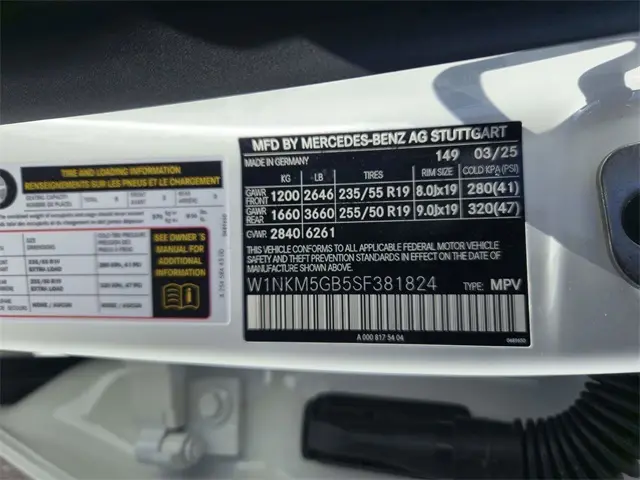 MFD BY MERCEDES-BENZ AG STUTTGART
MADE IN GERMANY 149 03/25
KG LB TIRES RIM SIZE COLD KPA(PSI)
GAWR FRONT 1200 2646 235/55 R19 8.0Jx19 280(41)
GAWR REAR 1660 3660 255/50 R19 9.0Jx19 320(47)
GVWR 2840 6261
THIS VEHICLE CONFORMS TO ALL APPLICABLE FEDERAL MOTOR VEHICLE
SAFETY AND THEFT PREVENTION STANDARDS IN EFFECT ON THE DATE OF
MANUFACTURE SHOWN ABOVE.
W1NKM5GB5SF381824 TYPE: MPV
A 000 817 54 04
TIRE AND LOADING INFORMATION
RENSEIGNEMENTS SUR LES PNEUS ET LE CHARGEMENT
SEE OWNER'S
MANUAL FOR
ADDITIONAL
INFORMATION